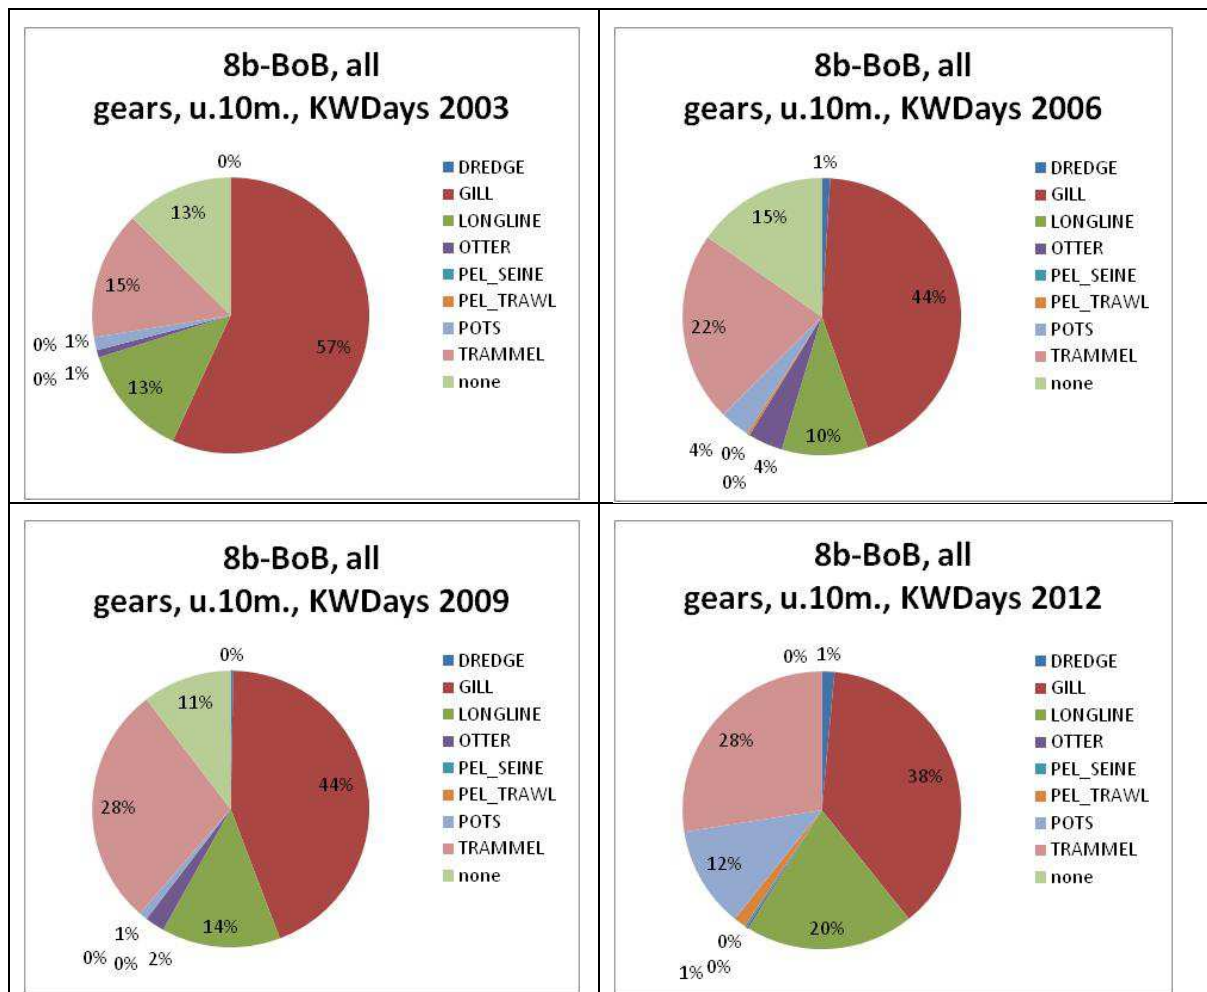 8b-BoB, all
gears, u.10m., KWDays 2003
0%
13%
15%
0% 1%
0% 1%
13%
57%
DREDGE
GILL
LONGLINE
OTTER
PEL_SEINE
PEL_TRAWL
POTS
TRAMMEL
none
8b-BoB, all
gears, u.10m., KWDays 2006
1%
15%
44%
22%
10%
4% 0% 4%
0%
DREDGE
GILL
LONGLINE
OTTER
PEL_SEINE
PEL_TRAWL
POTS
TRAMMEL
none
8b-BoB, all
gears, u.10m., KWDays 2009
0%
11%
44%
28%
14%
1%
0% 0% 2%
DREDGE
GILL
LONGLINE
OTTER
PEL_SEINE
PEL_TRAWL
POTS
TRAMMEL
none
8b-BoB, all
gears, u.10m., KWDays 2012
0% 1%
28%
38%
12%
20%
0%
1% 0%
DREDGE
GILL
LONGLINE
OTTER
PEL_SEINE
PEL_TRAWL
POTS
TRAMMEL
none